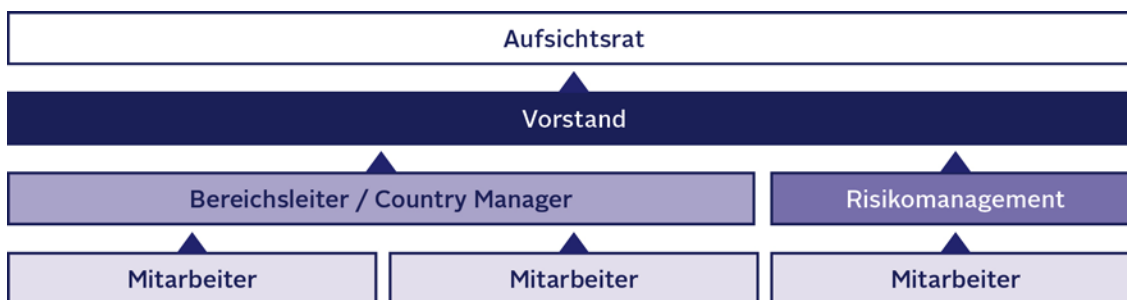 Aufsichtsrat
Vorstand
Bereichsleiter / Country Manager
Risikomanagement
Mitarbeiter
Mitarbeiter
Mitarbeiter